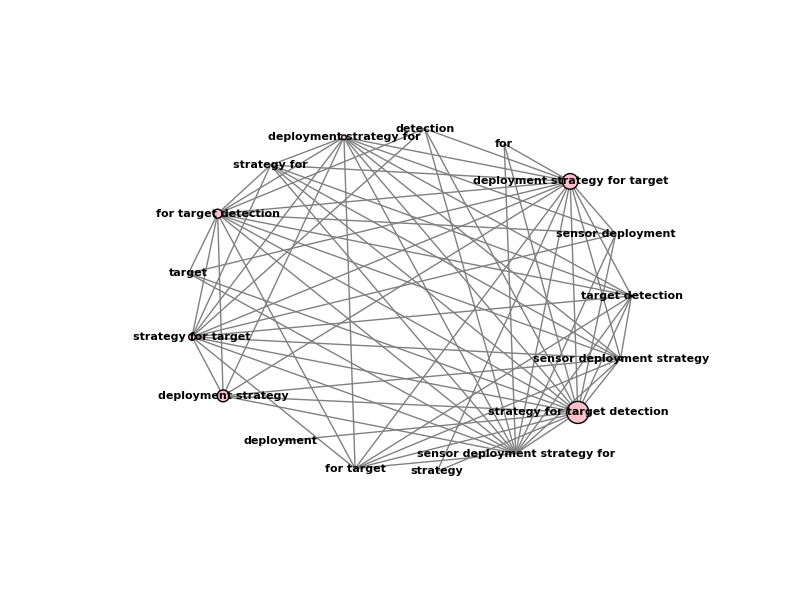 detection
deployment strategy for
for
strategy for
deployment strategy for target
for target detection
sensor deployment
target
target detection
strategy for target
sensor deployment strategy
deployment strategy
strategy for target detection
deployment
sensor deployment strategy for
for target
strategy